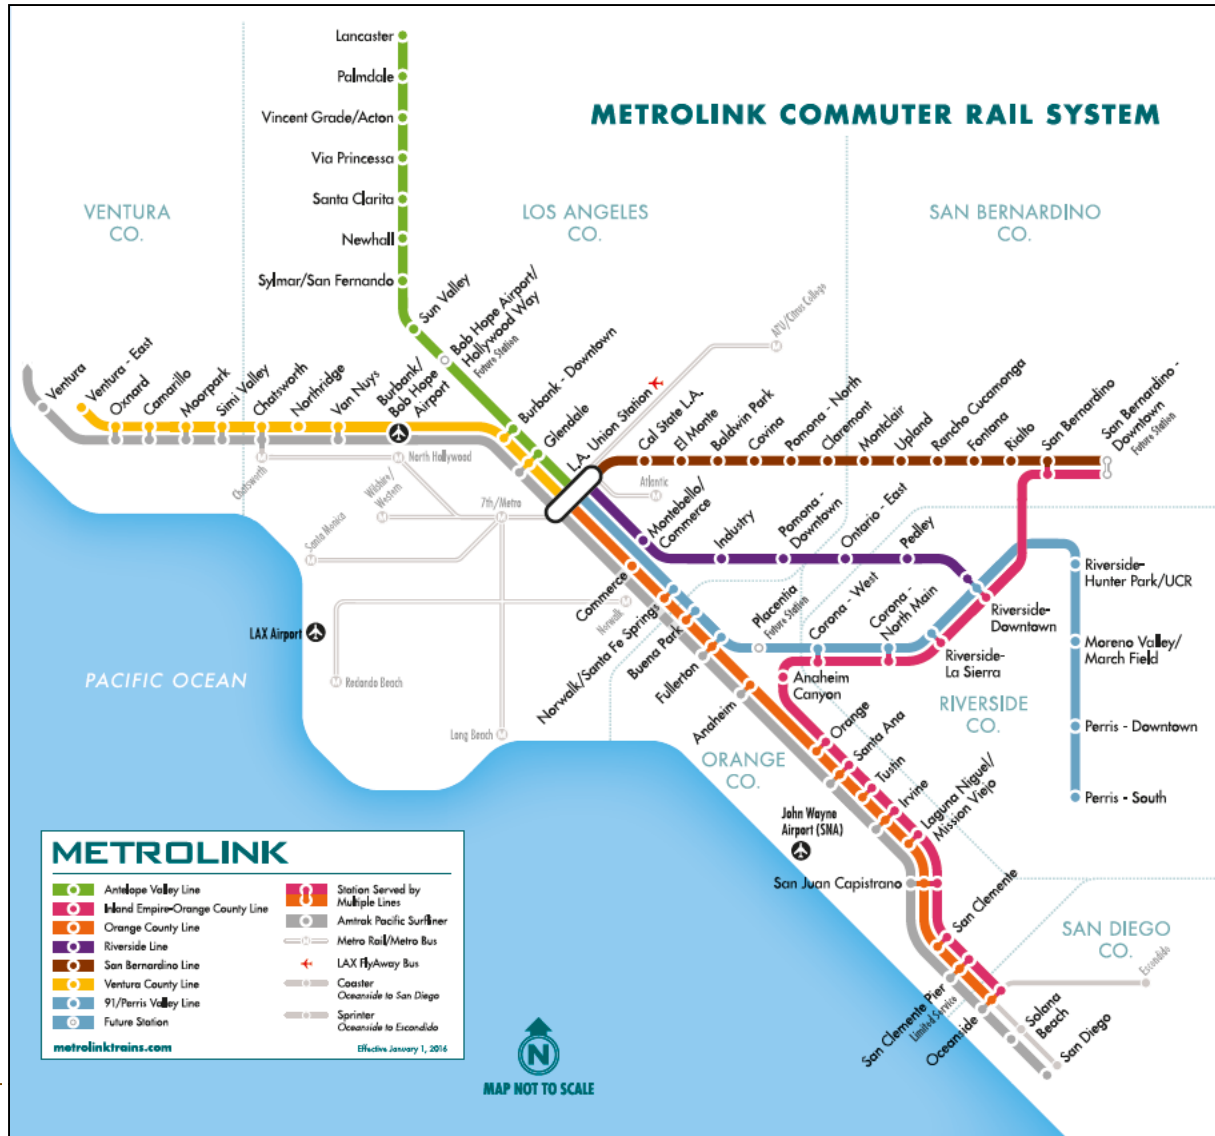 METROLINK COMMUTER RAIL SYSTEM
Lancaster
Palmdale
Vincent Grade/Acton
Via Princessa
Santa Clarita
Newhall
Sylmar/San Fernando
Sun Valley
Bob Hope Airport/
Hollywood Way
Future Station
VENTURA
CO.
LOS ANGELES
CO.
SAN BERNARDINO
CO.
Ventura
Ventura - East
Oxnard
Camarillo
Moorpark
Simi Valley
Chatsworth
Northridge
Van Nuys
Burbank/
Bob Hope
Airport
Burbank - Downtown
Glendale
L.A. Union Station
APU/Citrus College
Cal State L.A.
El Monte
Baldwin Park
Covina
Pomona - North
Claremont
Montclair
Upland
Rancho Cucamonga
Fontana
Rialto
San Bernardino
San Bernardino -
Downtown
Future Station
Chatsworth
North Hollywood
Wilshire/
Western
7th/Metro
Santa Monica
Atlantic
Montebello/
Commerce
Industry
Pomona -
Downtown
Ontario - East
Pedley
Riverside-
Downtown
Riverside-
Hunter Park/UCR
Moreno Valley/
March Field
Perris - Downtown
Perris - South
Commerce
Norwalk
Norwalk/Santa Fe Springs
Buena Park
Fullerton
Placentia
Future Station
Corona - West
Corona -
North Main
Riverside-
La Sierra
RIVERSIDE
CO.
LAX Airport
Redondo Beach
Long Beach
PACIFIC OCEAN
Anaheim
Canyon
Anaheim
ORANGE
CO.
Orange
Santa Ana
Tustin
Irvine
Laguna Niguel/
Mission Viejo
John Wayne
Airport (SNA)
San Juan Capistrano
San Clemente
San Clemente Pier
Limited Service
Oceanside
SAN DIEGO
CO.
Escondido
Solana
Beach
San Diego
METROLINK
Antelope Valley Line
Inland Empire-Orange County Line
Orange County Line
Riverside Line
San Bernardino Line
Ventura County Line
91/Perris Valley Line
Future Station
Station Served by
Multiple Lines
Amtrak Pacific Surfliner
Metro Rail/Metro Bus
LAX FlyAway Bus
Coaster
Oceanside to San Diego
Sprinter
Oceanside to Escondido
metrolinktrains.com
Effective January 1, 2016
N
MAP NOT TO SCALE